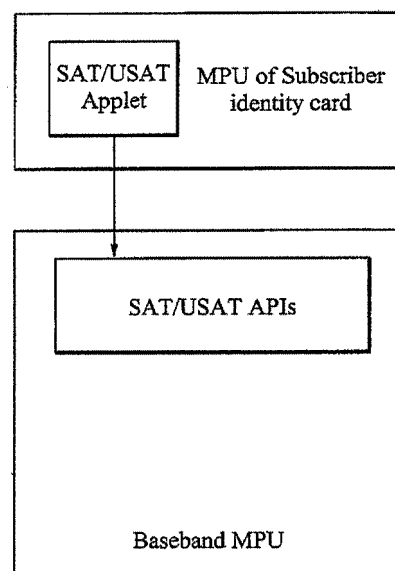 SAT/USAT
Applet
MPU of Subscriber
identity card
SAT/USAT APIs
Baseband MPU